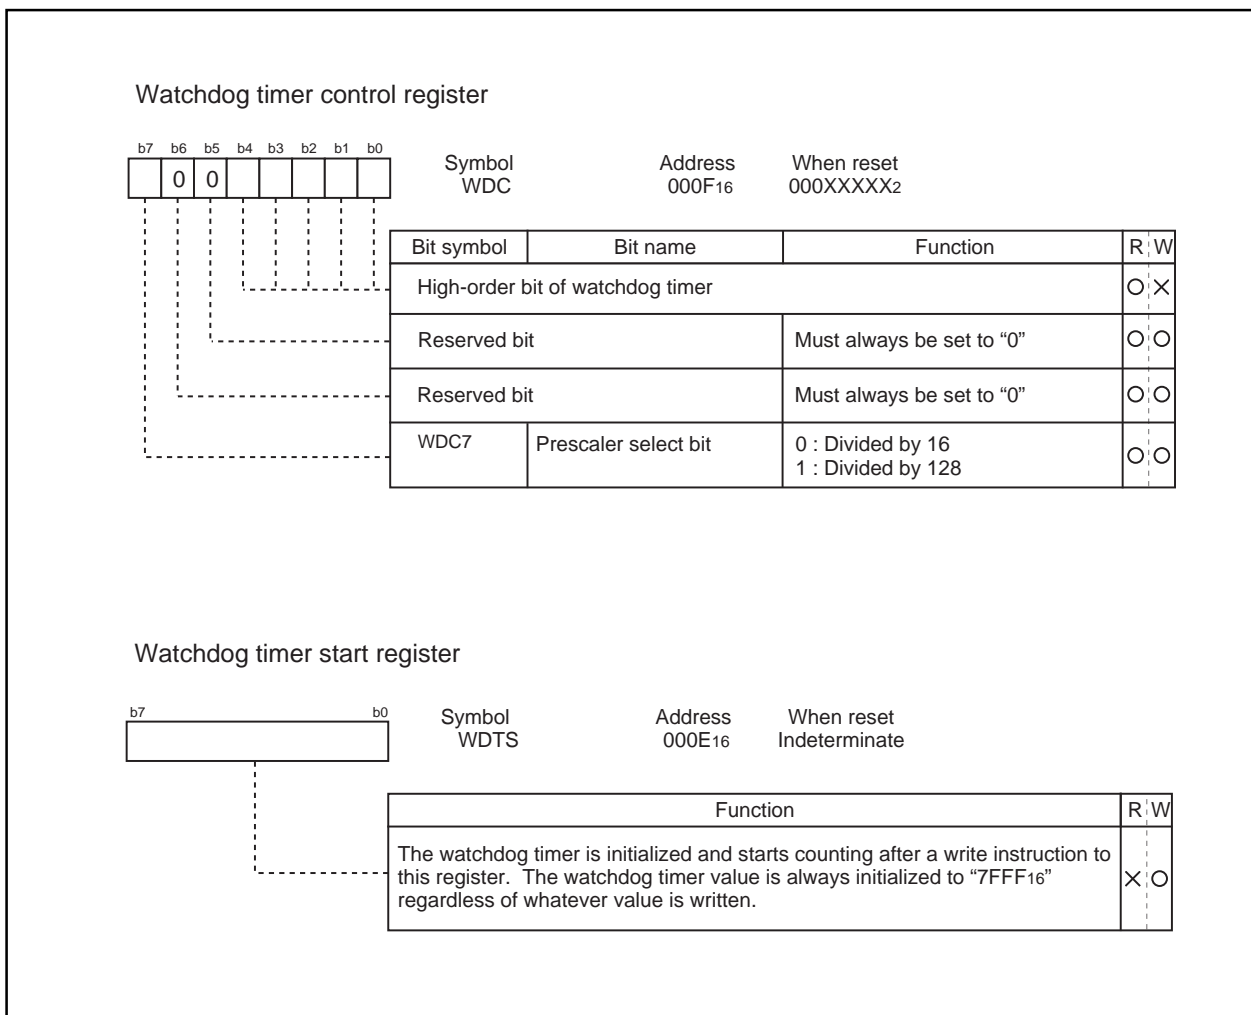 Watchdog timer control register
b7 b6 b5 b4 b3 b2 b1 b0
0 0
Symbol Address When reset
WDC 000F16 000XXXXX2
Bit symbol Bit name Function R W
High-order bit of watchdog timer
Reserved bit Must always be set to “0”
Reserved bit Must always be set to “0”
WDC7 Prescaler select bit 0 : Divided by 16
1 : Divided by 128
Watchdog timer start register
b7 b0
Symbol Address When reset
WDTS 000E16 Indeterminate
Function R W
The watchdog timer is initialized and starts counting after a write instruction to
this register. The watchdog timer value is always initialized to “7FFF16”
regardless of whatever value is written.